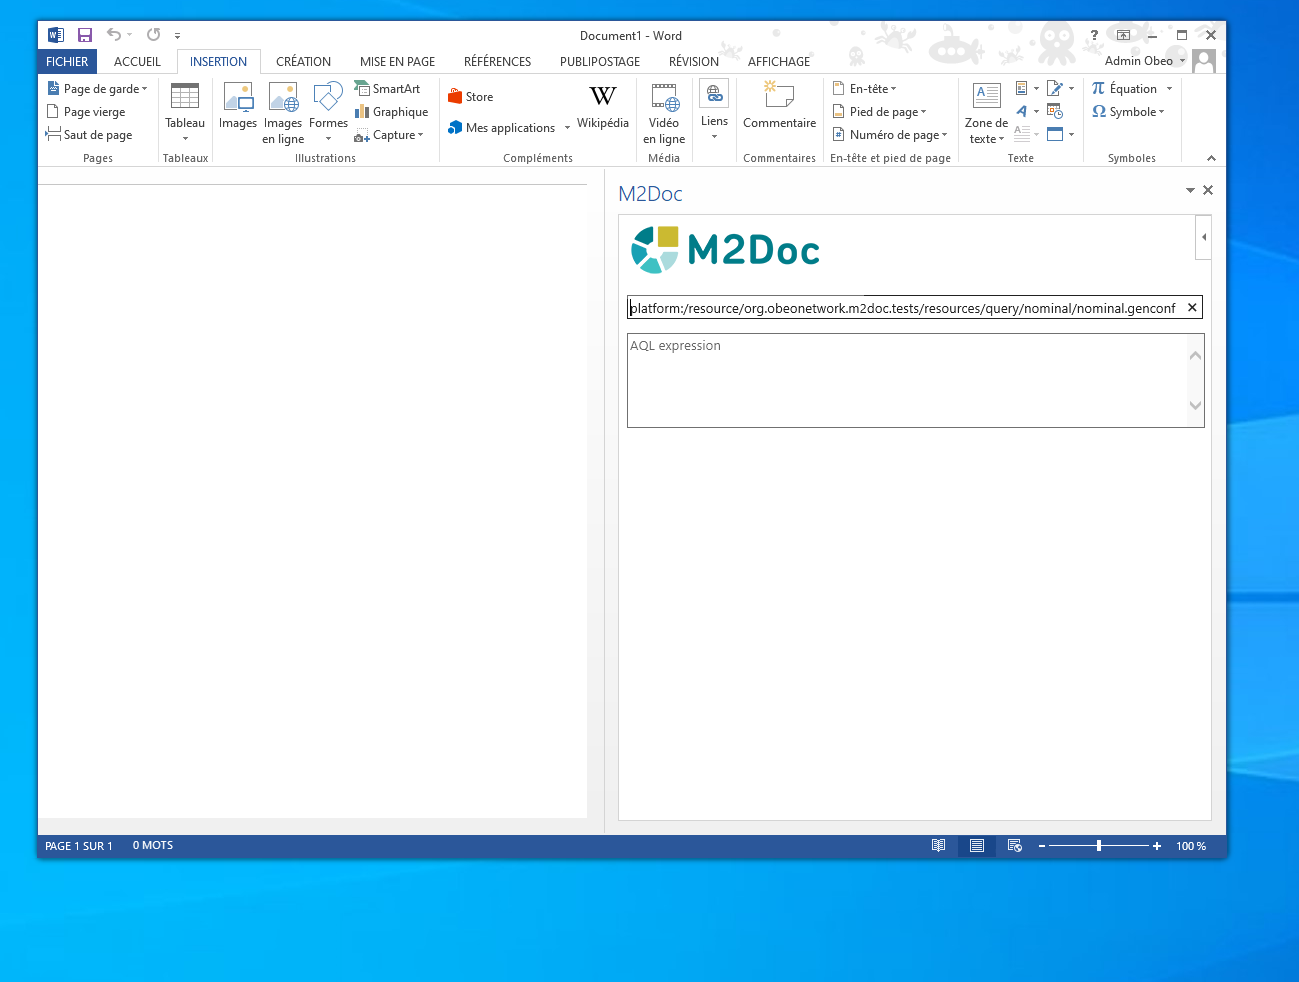 Document1 - Word
?
FICHIER ACCUEIL INSERTION CRÉATION MISE EN PAGE RÉFÉRENCES PUBLIPOSTAGE RÉVISION AFFICHAGE Admin Obeo
Page de garde
Page vierge
Saut de page
Pages
Tableau
Tableaux
Images
Images
en ligne
Formes
SmartArt
Graphique
Capture
Illustrations
Store
Mes applications
W
Wikipédia
Compléments
Vidéo
en ligne
Média
Liens
Commentaire
Commentaires
En-tête
Pied de page
Numéro de page
En-tête et pied de page
Zone de
texte
Texte
π Équation
Ω Symbole
Symboles
M2Doc
M2Doc
platform:/resource/org.obeonetwork.m2doc.tests/resources/query/nominal/nominal.genconf
AQL expression
PAGE 1 SUR 1 0 MOTS 100 %